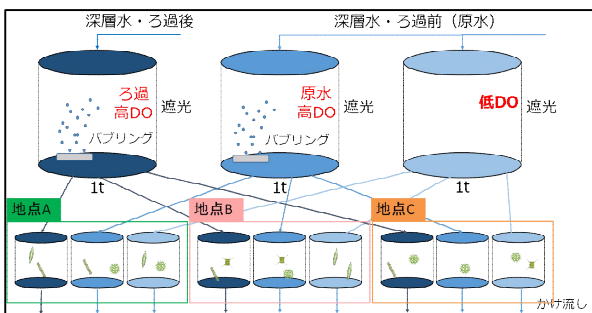 深層水・ろ過後
深層水・ろ過前（原水）
ろ過
高DO
遮光
バブリング
原水
高DO
遮光
バブリング
低DO
遮光
1t
1t
1t
地点A
地点B
地点C
かけ流し